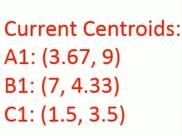 Current Centroids:
A1: (3.67, 9)
B1: (7, 4.33)
C1: (1.5, 3.5)